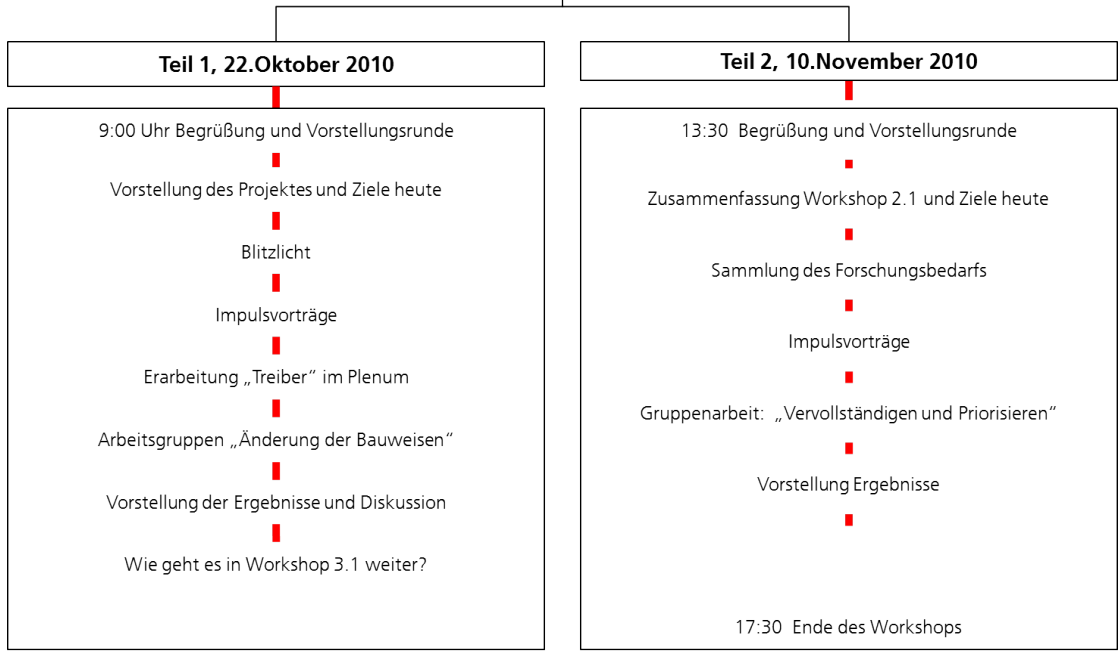 Teil 1, 22.Oktober 2010
9:00 Uhr Begrüßung und Vorstellungsrunde
Vorstellung des Projektes und Ziele heute
Blitzlicht
Impulsvorträge
Erarbeitung „Treiber“ im Plenum
Arbeitsgruppen „Änderung der Bauweisen“
Vorstellung der Ergebnisse und Diskussion
Wie geht es in Workshop 3.1 weiter?
Teil 2, 10.November 2010
13:30 Begrüßung und Vorstellungsrunde
Zusammenfassung Workshop 2.1 und Ziele heute
Sammlung des Forschungsbedarfs
Impulsvorträge
Gruppenarbeit: „Vervollständigen und Priorisieren“
Vorstellung Ergebnisse
17:30 Ende des Workshops